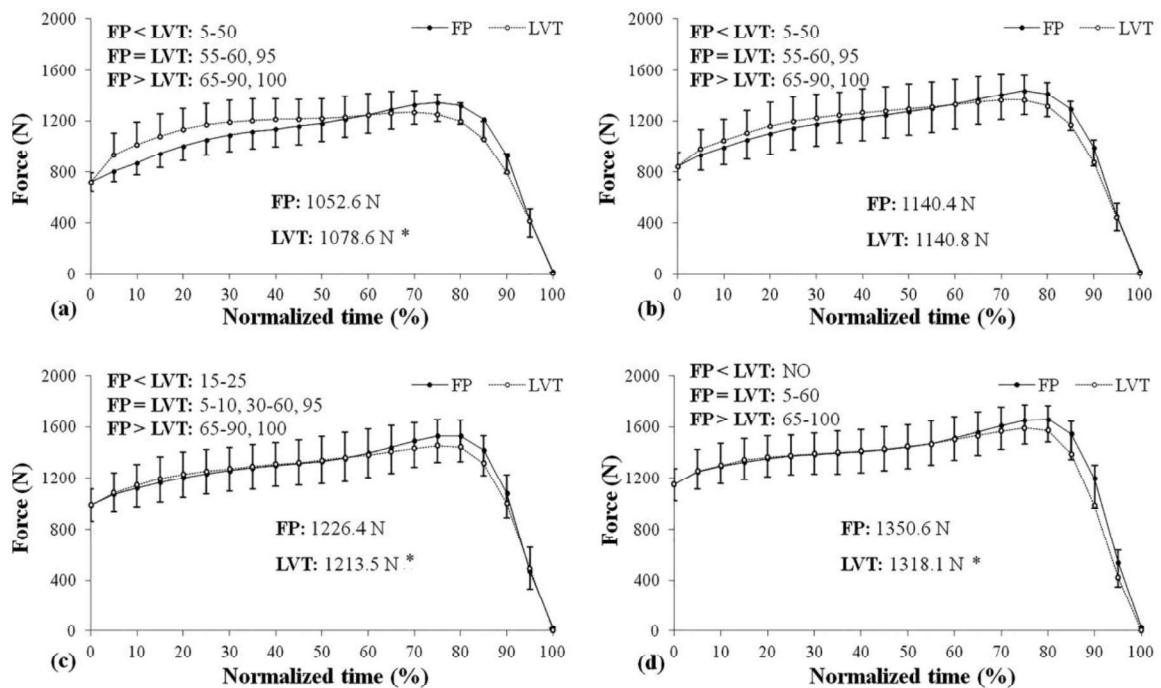 2000
1600
1200
800
400
0
Force (N)
FP < LVT: 5-50
FP = LVT: 55-60, 95
FP > LVT: 65-90, 100
FP LVT
FP: 1052.6 N
LVT: 1078.6 N *
0 10 20 30 40 50 60 70 80 90 100
(a) Normalized time (%)
2000
1600
1200
800
400
0
Force (N)
FP < LVT: 5-50
FP = LVT: 55-60, 95
FP > LVT: 65-90, 100
FP LVT
FP: 1140.4 N
LVT: 1140.8 N
0 10 20 30 40 50 60 70 80 90 100
(b) Normalized time (%)
2000
1600
1200
800
400
0
Force (N)
FP < LVT: 15-25
FP = LVT: 5-10, 30-60, 95
FP > LVT: 65-90, 100
FP LVT
FP: 1226.4 N
LVT: 1213.5 N *
0 10 20 30 40 50 60 70 80 90 100
(c) Normalized time (%)
2000
1600
1200
800
400
0
Force (N)
FP < LVT: NO
FP = LVT: 5-60
FP > LVT: 65-100
FP LVT
FP: 1350.6 N
LVT: 1318.1 N *
0 10 20 30 40 50 60 70 80 90 100
(d) Normalized time (%)